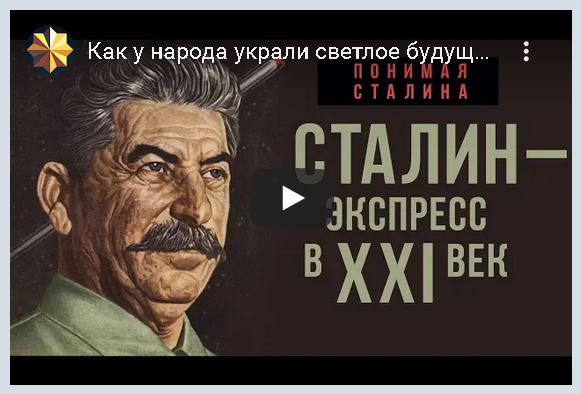 Как у народа украли светлое будущ...
ПОНИМАЯ
СТАЛИНА
СТАЛИН—
ЭКСПРЕСС
В XXI ВЕК